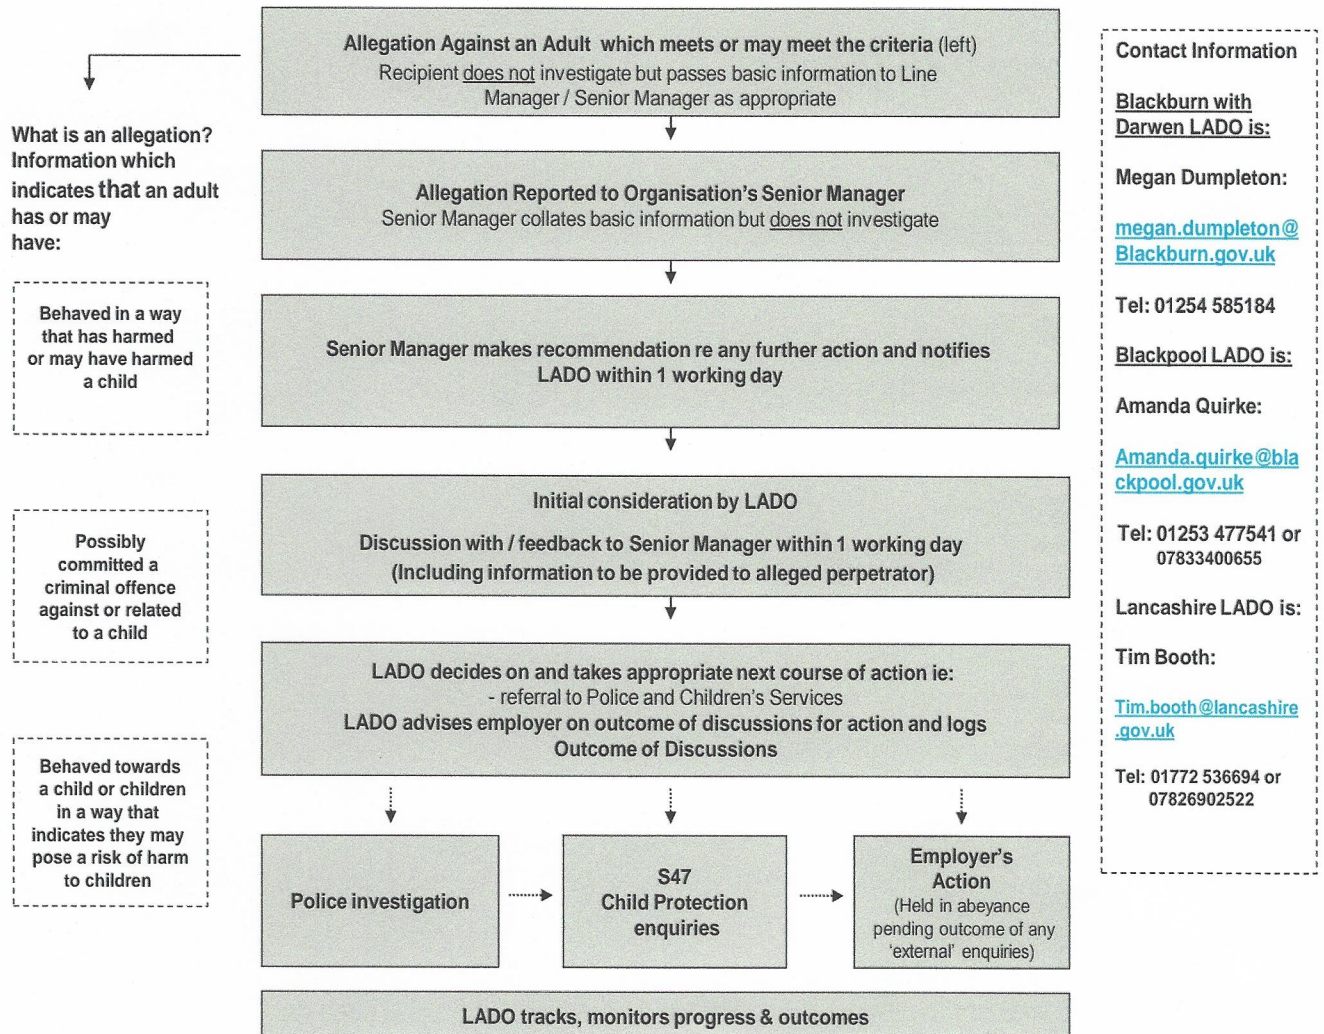 Allegation Against an Adult which meets or may meet the criteria (left)
Recipient does not investigate but passes basic information to Line
Manager / Senior Manager as appropriate
What is an allegation?
Information which
indicates that an adult
has or may
have:
Behaved in a way
that has harmed
or may have harmed
a child
Possibly
committed a
criminal offence
against or related
to a child
Behaved towards
a child or children
in a way that
indicates they may
pose a risk of harm
to children
Allegation Reported to Organisation's Senior Manager
Senior Manager collates basic information but does not investigate
Senior Manager makes recommendation re any further action and notifies
LADO within 1 working day
Initial consideration by LADO
Discussion with / feedback to Senior Manager within 1 working day
(Including information to be provided to alleged perpetrator)
LADO decides on and takes appropriate next course of action ie:
- referral to Police and Children's Services
LADO advises employer on outcome of discussions for action and logs
Outcome of Discussions
Police investigation
S47
Child Protection
enquiries
Employer's
Action
(Held in abeyance
pending outcome of any
'external' enquiries)
LADO tracks, monitors progress & outcomes
Contact Information
Blackburn with
Darwen LADO is:
Megan Dumpleton:
megan.dumpleton@
Blackburn.gov.uk
Tel: 01254 585184
Blackpool LADO is:
Amanda Quirke:
Amanda.quirke@bla
ckpool.gov.uk
Tel: 01253 477541 or
07833400655
Lancashire LADO is:
Tim Booth:
Tim.booth@lancashire
.gov.uk
Tel: 01772 536694 or
07826902522